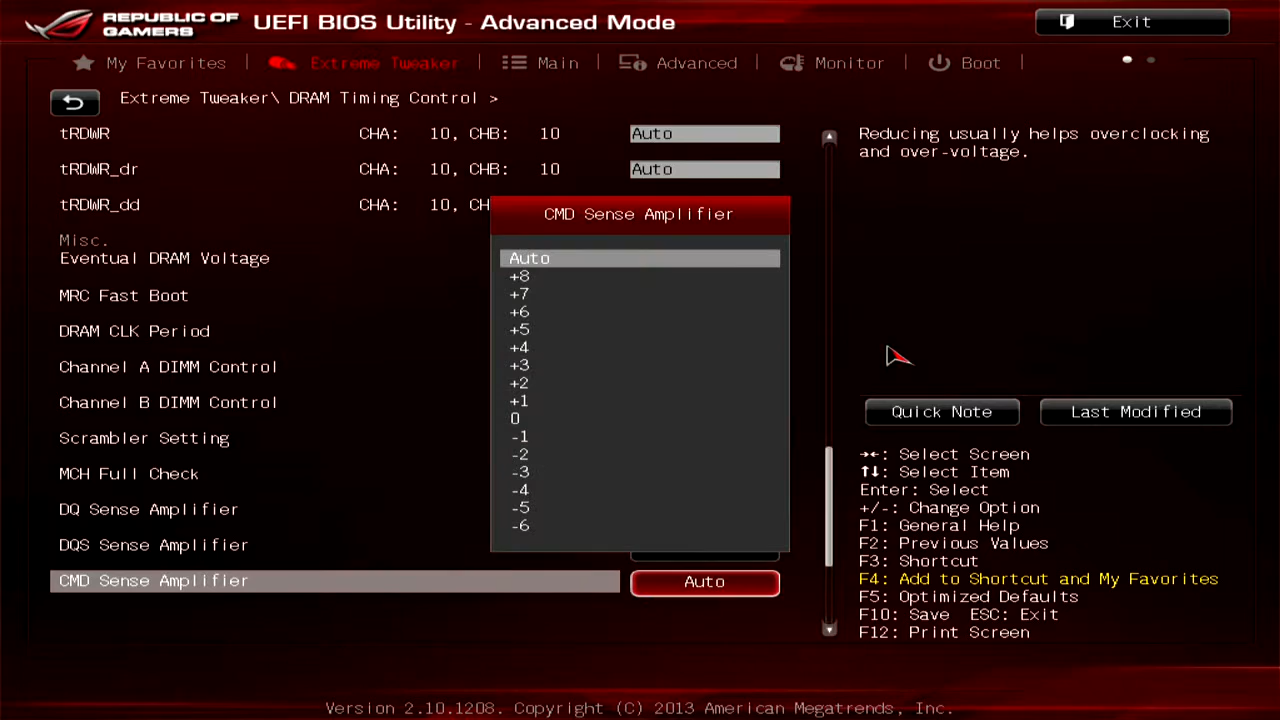 REPUBLIC OF GAMERS UEFI BIOS Utility - Advanced Mode Exit
My Favorites Extreme Tweaker Main Advanced Monitor Boot
Extreme Tweaker\ DRAM Timing Control >
tRDWR CHA: 10, CHB: 10 Auto
tRDWR_dr CHA: 10, CHB: 10 Auto
tRDWR_dd CHA: 10, CH
Misc.
Eventual DRAM Voltage
MRC Fast Boot
DRAM CLK Period
Channel A DIMM Control
Channel B DIMM Control
Scrambler Setting
MCH Full Check
DQ Sense Amplifier
DQS Sense Amplifier
CMD Sense Amplifier Auto
CMD Sense Amplifier
Auto
+8
+7
+6
+5
+4
+3
+2
+1
0
-1
-2
-3
-4
-5
-6
Reducing usually helps overclocking
and over-voltage.
Quick Note Last Modified
→←: Select Screen
↑↓: Select Item
Enter: Select
+/-: Change Option
F1: General Help
F2: Previous Values
F3: Shortcut
F4: Add to Shortcut and My Favorites
F5: Optimized Defaults
F10: Save ESC: Exit
F12: Print Screen
Version 2.10.1208. Copyright (C) 2013 American Megatrends, Inc.